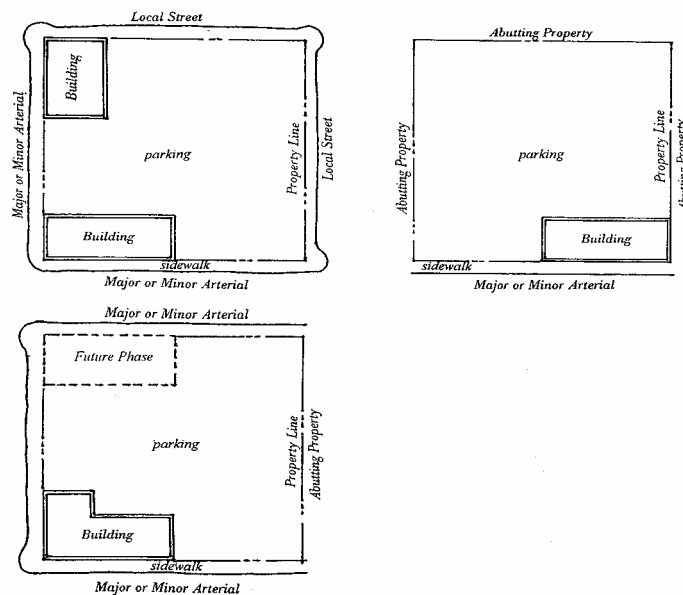 Local Street
Major or Minor Arterial
Building
parking
Property Line
Local Street
Building
sidewalk
Major or Minor Arterial
Abutting Property
Abutting Property
parking
Property Line
Abutting Property
Building
sidewalk
Major or Minor Arterial
Major or Minor Arterial
Future Phase
parking
Property Line
Abutting Property
Building
sidewalk
Major or Minor Arterial